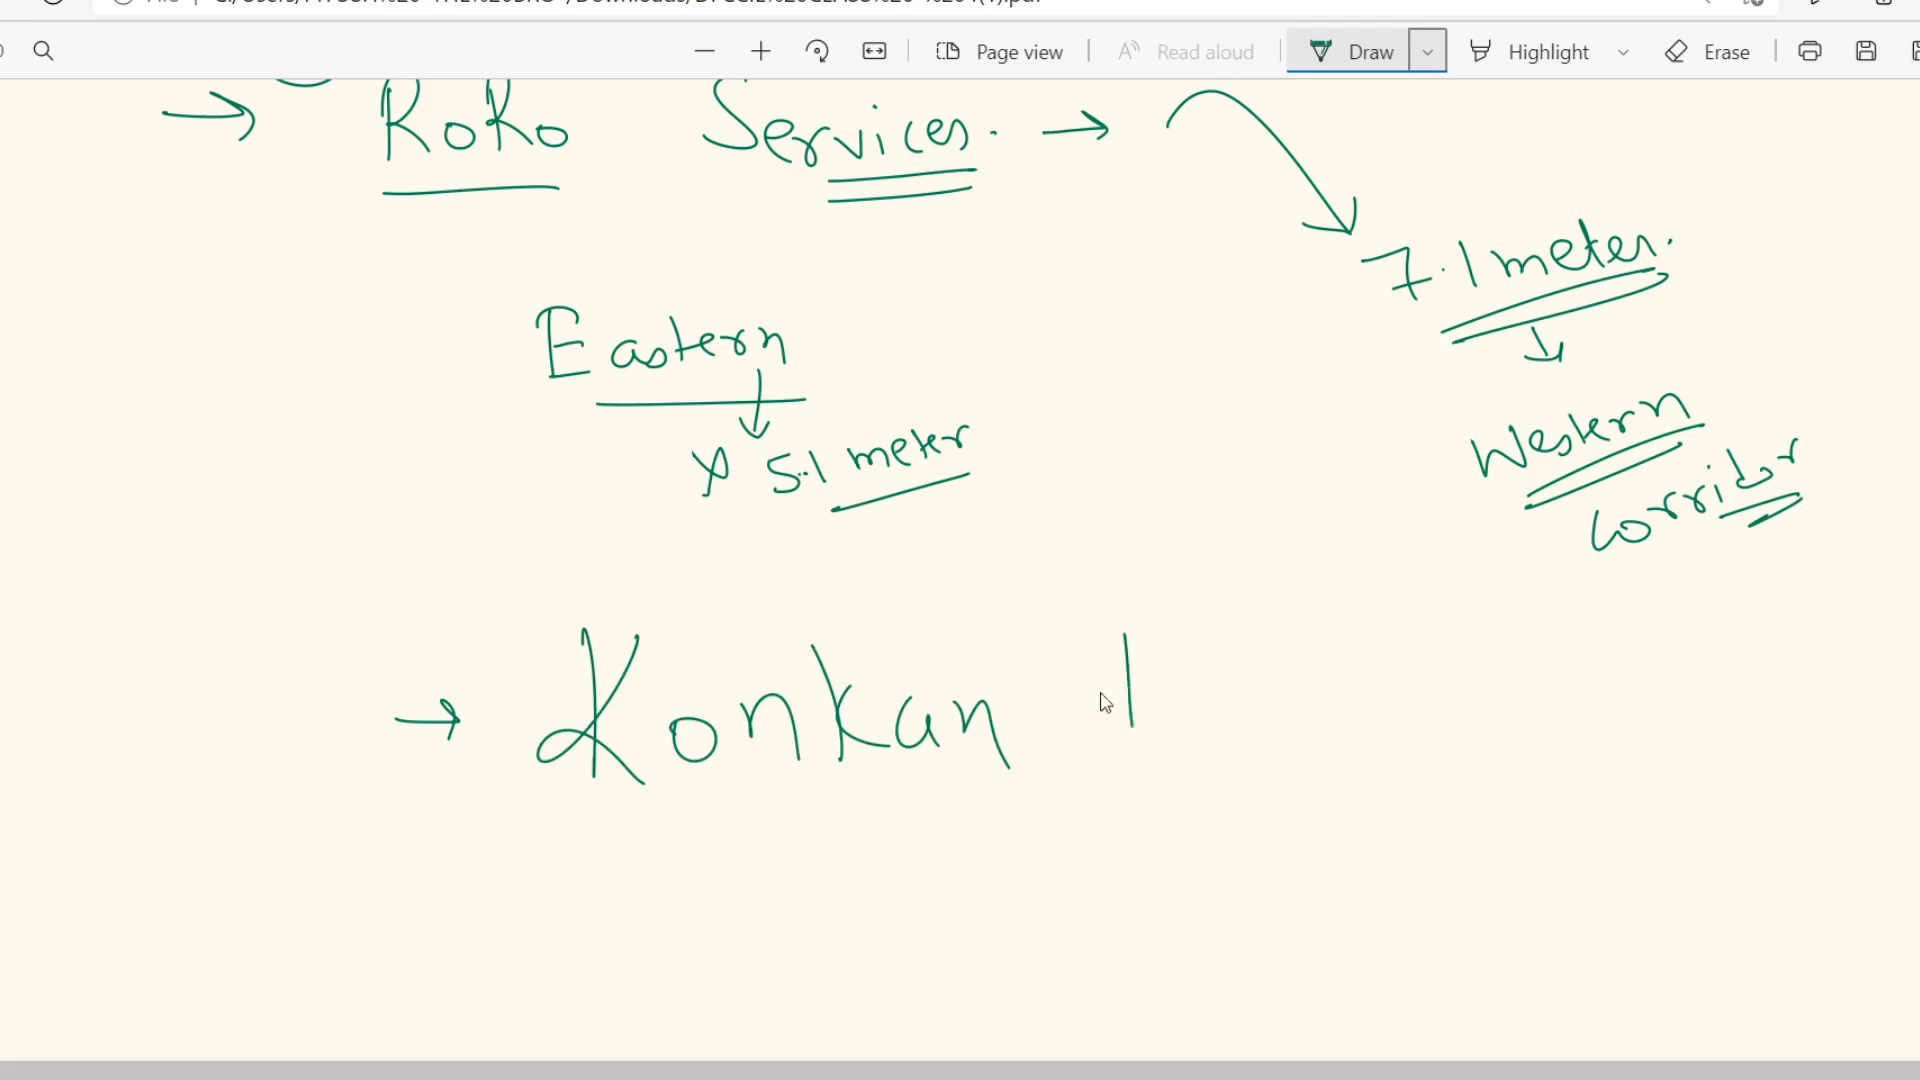 Page view
Read aloud
Draw
Highlight
Erase
→ RoRo Services. →
7.1 meter.
Eastern
5.1 meter
Western
Corridor
→ Konkan